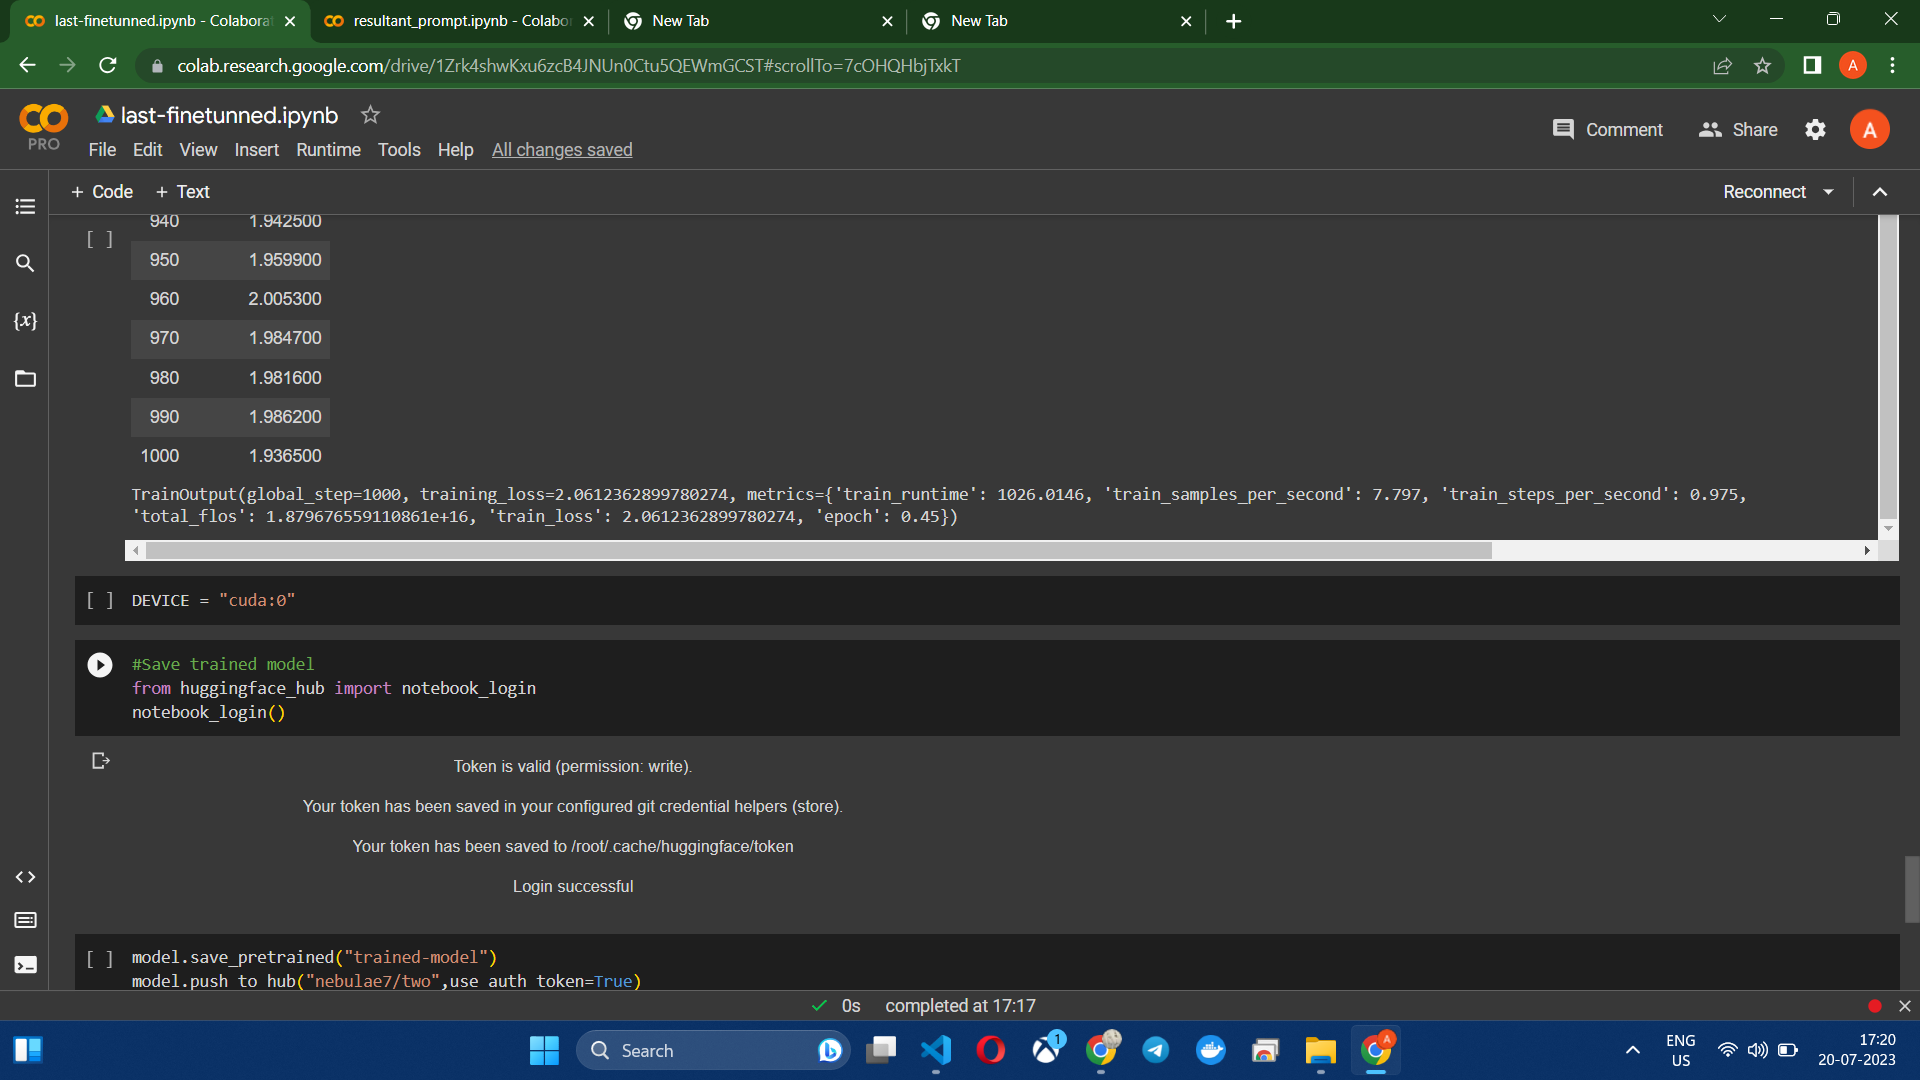 last-finetunned.ipynb - Colaborat
resultant_prompt.ipynb - Colabo
New Tab
New Tab
colab.research.google.com/drive/1Zrk4shwKxu6zcB4JNUn0Ctu5QEWmGCST#scrollTo=7cOHQHbjTxkT
A
PRO
last-finetunned.ipynb
File Edit View Insert Runtime Tools Help All changes saved
Comment Share A
+ Code + Text
Reconnect
{x}
[ ]
940 1.942500
950 1.959900
960 2.005300
970 1.984700
980 1.981600
990 1.986200
1000 1.936500
TrainOutput(global_step=1000, training_loss=2.0612362899780274, metrics={'train_runtime': 1026.0146, 'train_samples_per_second': 7.797, 'train_steps_per_second': 0.975,
'total_flos': 1.879676559110861e+16, 'train_loss': 2.0612362899780274, 'epoch': 0.45})
[ ] DEVICE = "cuda:0"
#Save trained model
from huggingface_hub import notebook_login
notebook_login()
Token is valid (permission: write).
Your token has been saved in your configured git credential helpers (store).
Your token has been saved to /root/.cache/huggingface/token
Login successful
[ ] model.save_pretrained("trained-model")
model.push_to_hub("nebulae7/two",use_auth_token=True)
0s completed at 17:17
Search
1
A
ENG
US
17:20
20-07-2023